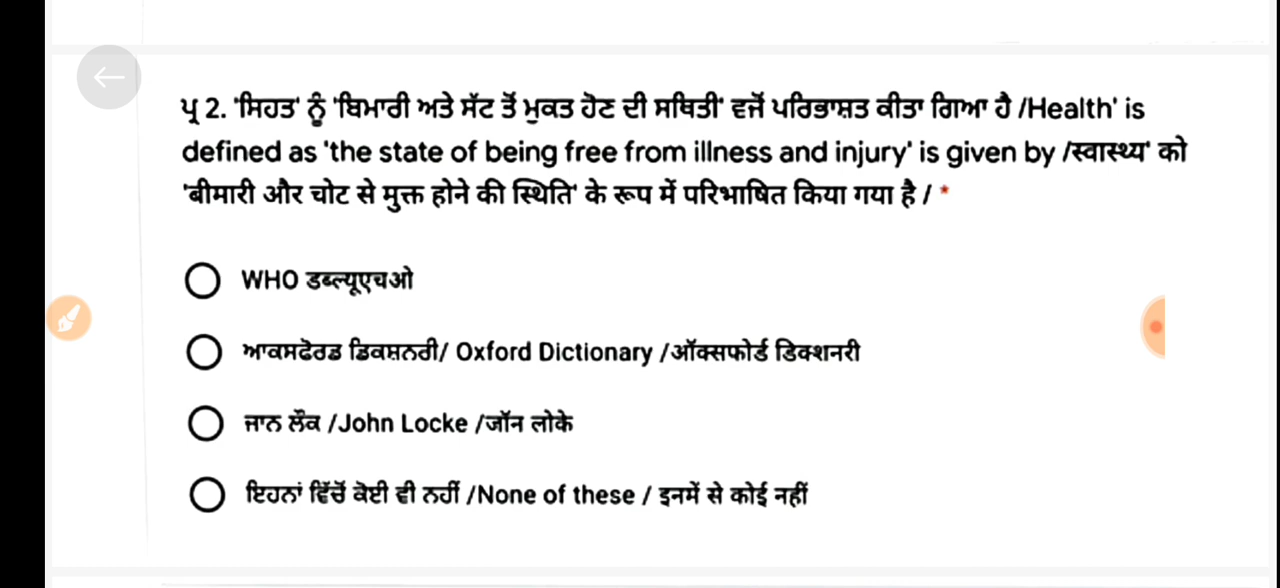 ਪ੍ਰ 2. 'ਸਿਹਤ' ਨੂੰ 'ਬਿਮਾਰੀ ਅਤੇ ਸੱਟ ਤੋਂ ਮੁਕਤ ਹੋਣ ਦੀ ਸਥਿਤੀ' ਵਜੋਂ ਪਰਿਭਾਸ਼ਤ ਕੀਤਾ ਗਿਆ ਹੈ /Health' is
defined as 'the state of being free from illness and injury' is given by /स्वास्थ्य' को
'बीमारी और चोट से मुक्त होने की स्थिति' के रूप में परिभाषित किया गया है / *
WHO डब्ल्यूएचओ
ਆਕਸਫੋਰਡ ਡਿਕਸ਼ਨਰੀ/ Oxford Dictionary /ऑक्सफोर्ड डिक्शनरी
ਜਾਨ ਲੌਕ /John Locke /जॉन लोके
ਇਹਨਾਂ ਵਿੱਚੋਂ ਕੋਈ ਵੀ ਨਹੀਂ /None of these / इनमें से कोई नहीं